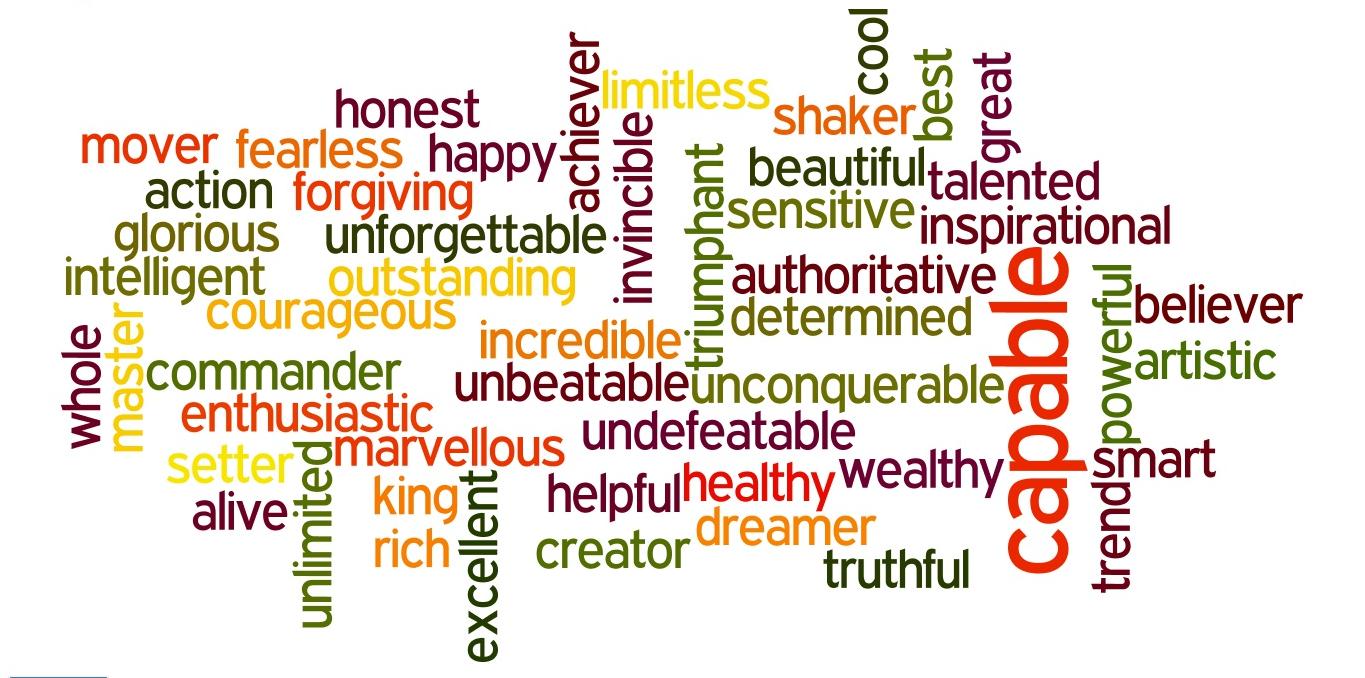 cool
best
great
achiever
limitless
honest
shaker
mover
fearless
happy
invincible
triumphant
beautiful
talented
action
forgiving
sensitive
inspirational
glorious
unforgettable
intelligent
outstanding
authoritative
capable
powerful
believer
courageous
determined
whole
master
incredible
artistic
commander
unbeatable
unconquerable
enthusiastic
undefeatable
setter
unlimited
marvellous
smart
alive
king
excellent
helpful
healthy
wealthy
trend
rich
creator
dreamer
truthful